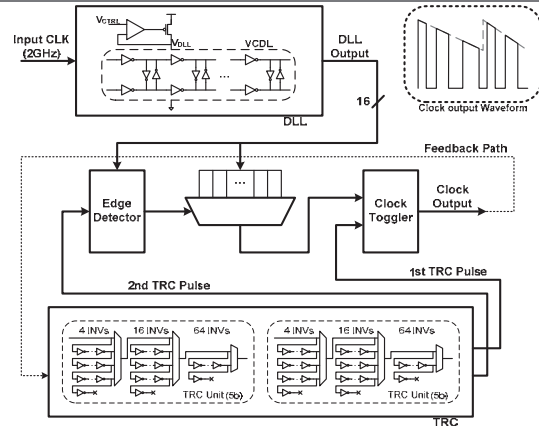 Input CLK
(2GHz)
VCTRL
VDLL
VCDL
...
DLL
DLL
Output
16
Clock output Waveform
Feedback Path
Edge
Detector
...
Clock
Toggler
Clock
Output
1st TRC Pulse
2nd TRC Pulse
4 INVs 16 INVs 64 INVs
TRC Unit (5b)
4 INVs 16 INVs 64 INVs
TRC Unit (5b)
TRC